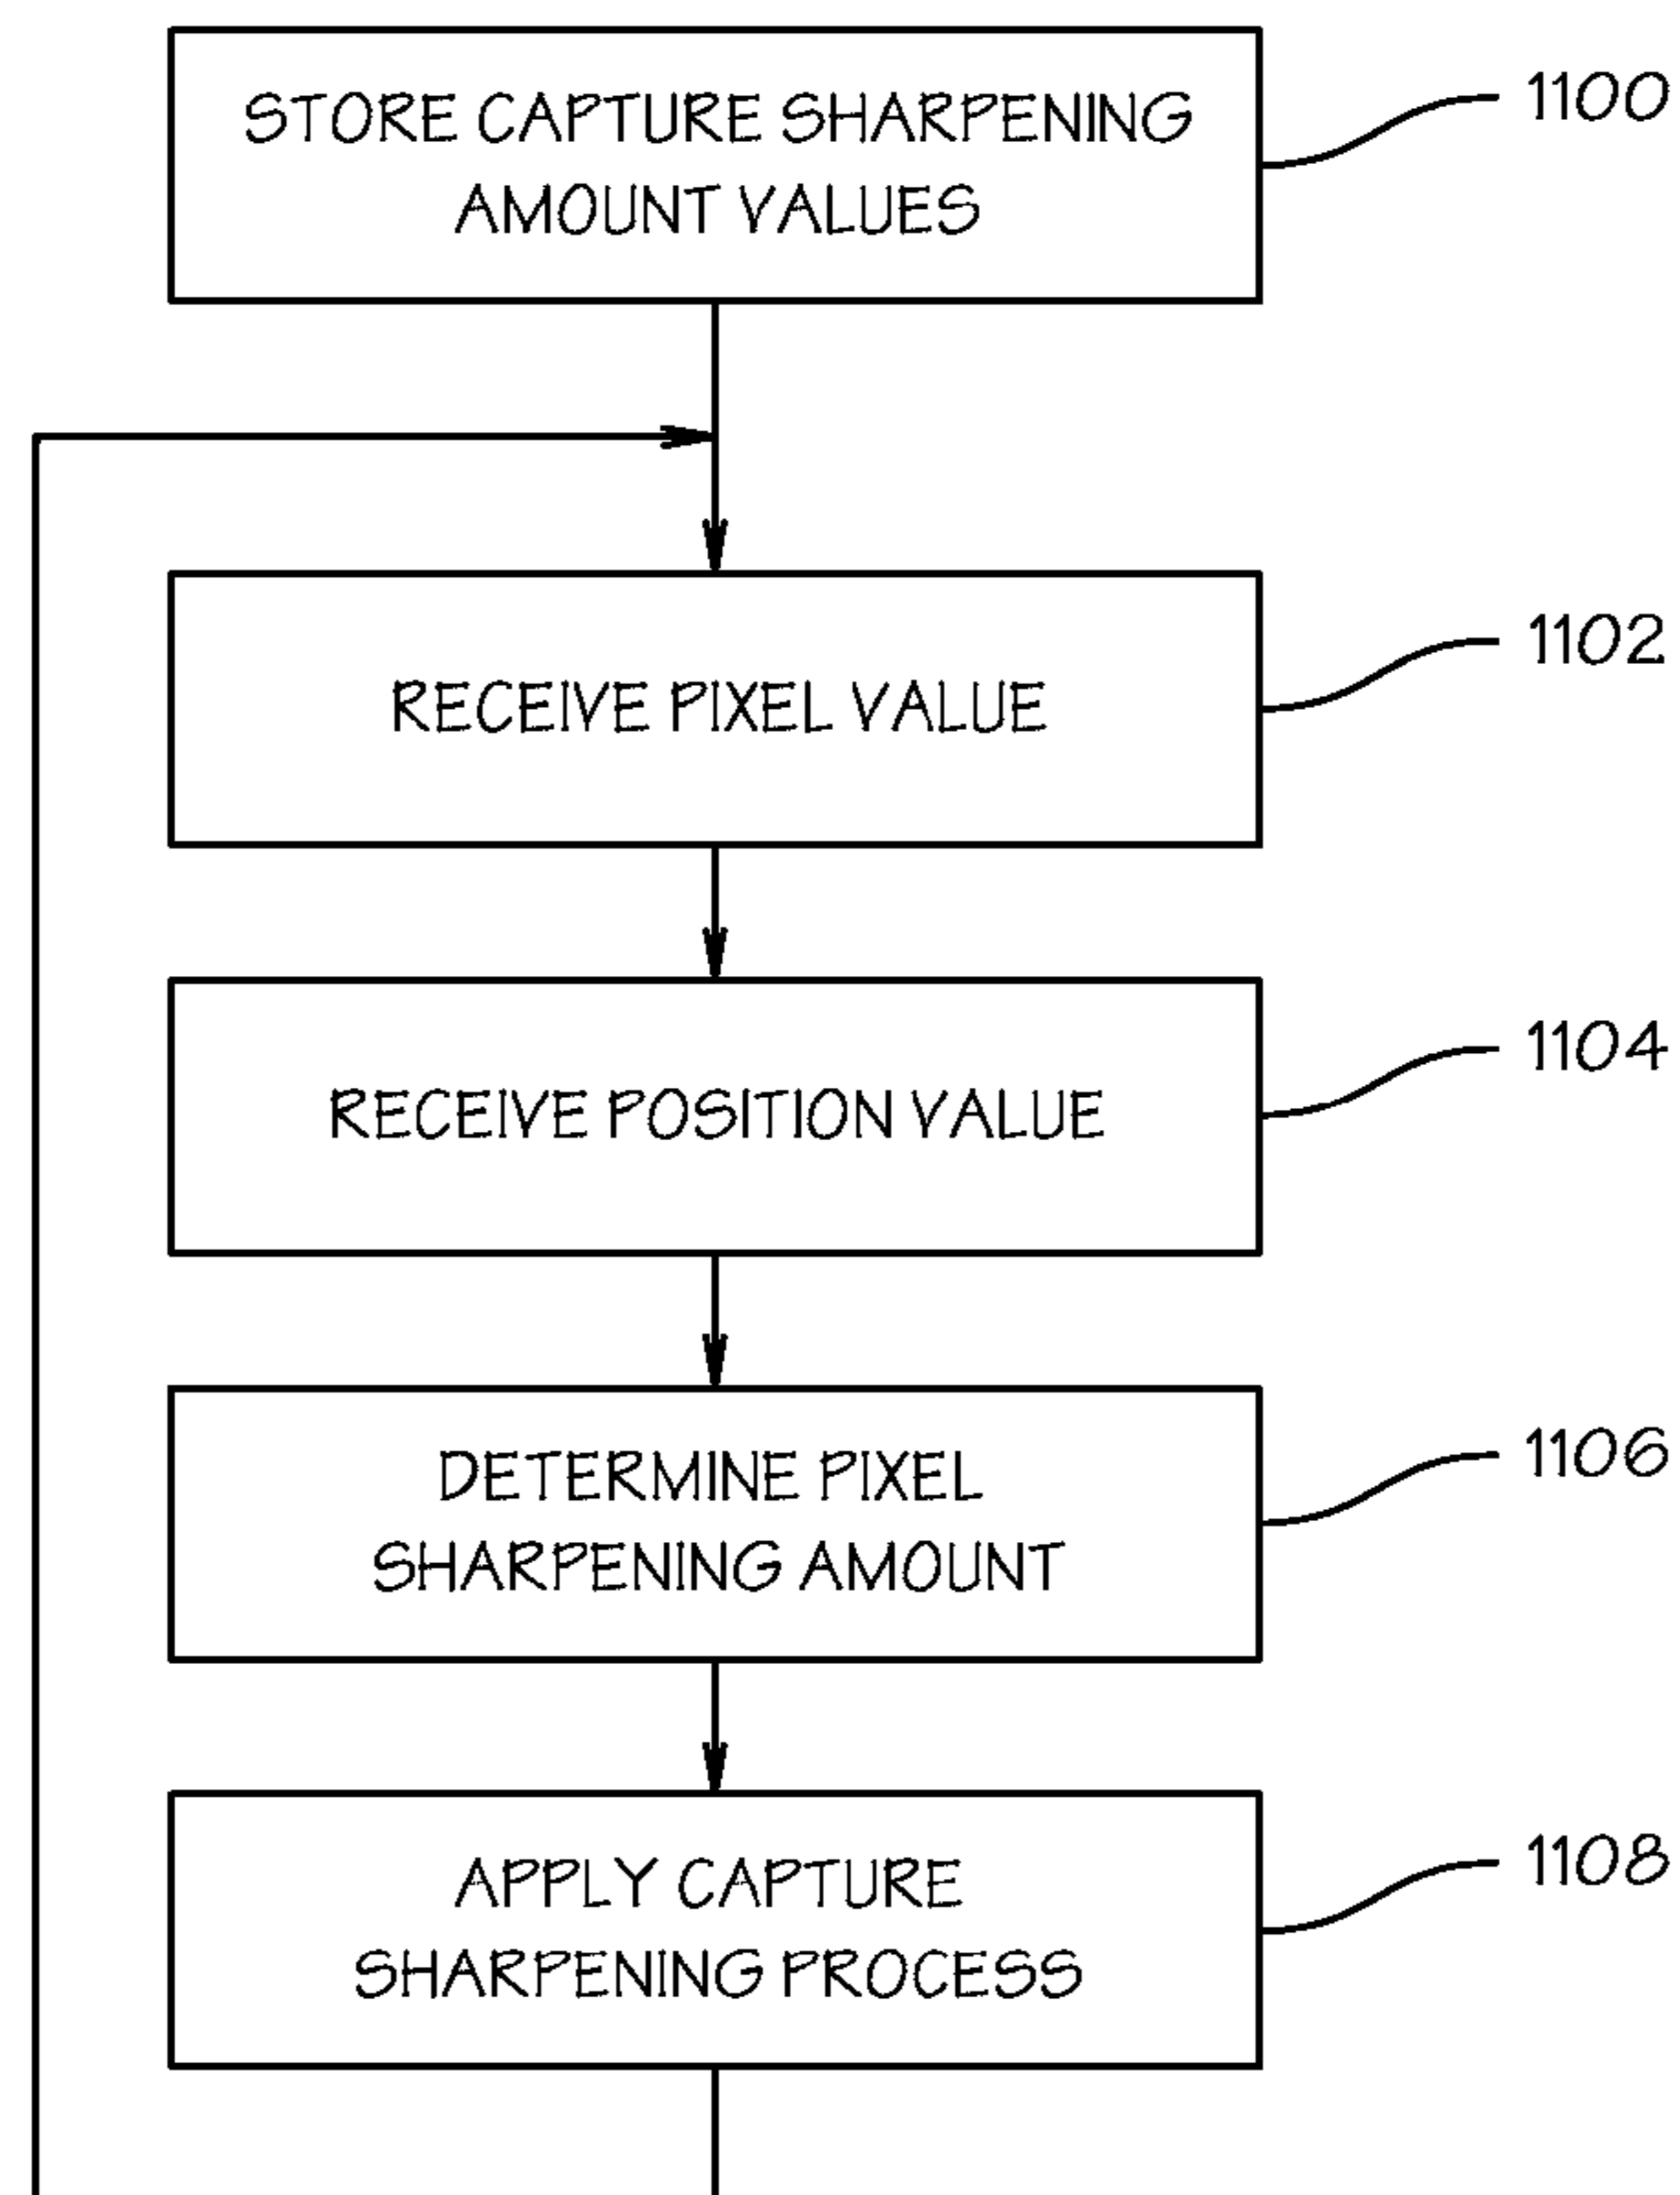 STORE CAPTURE SHARPENING
AMOUNT VALUES
1100
RECEIVE PIXEL VALUE
1102
RECEIVE POSITION VALUE
1104
DETERMINE PIXEL
SHARPENING AMOUNT
1106
APPLY CAPTURE
SHARPENING PROCESS
1108